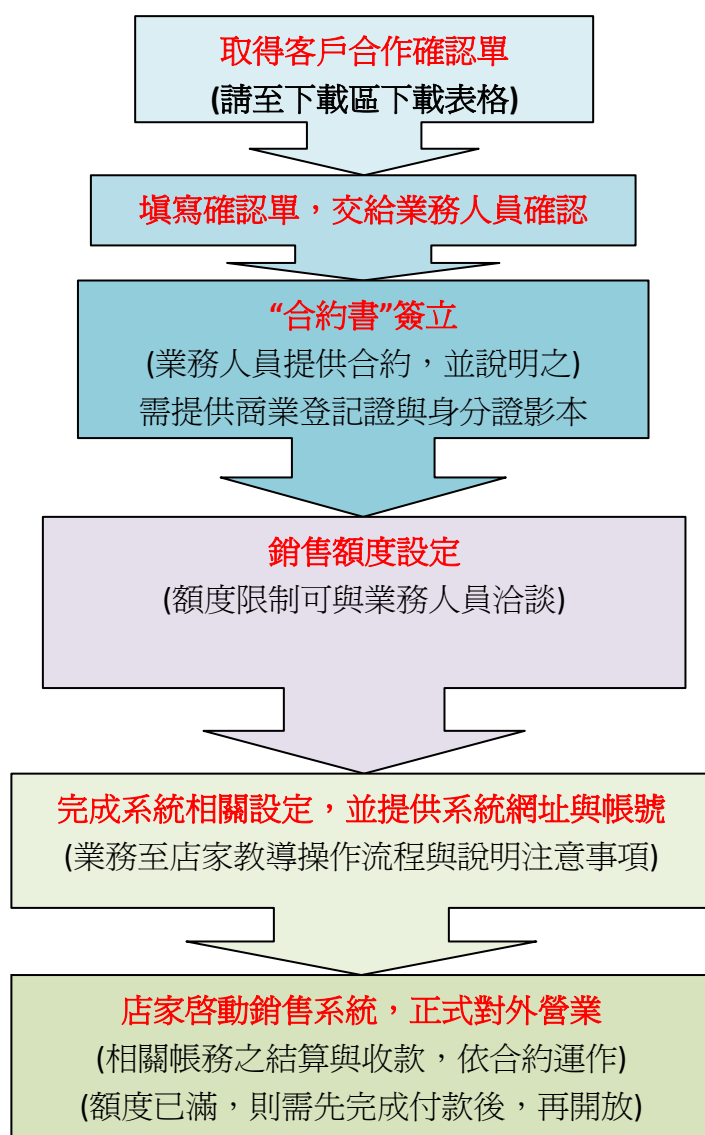 取得客戶合作確認單
(請至下載區下載表格)
填寫確認單，交給業務人員確認
“合約書”簽立
(業務人員提供合約，並說明之)
需提供商業登記證與身分證影本
銷售額度設定
(額度限制可與業務人員洽談)
完成系統相關設定，並提供系統網址與帳號
(業務至店家教導操作流程與說明注意事項)
店家啓動銷售系統，正式對外營業
(相關帳務之結算與收款，依合約運作)
(額度已滿，則需先完成付款後，再開放)